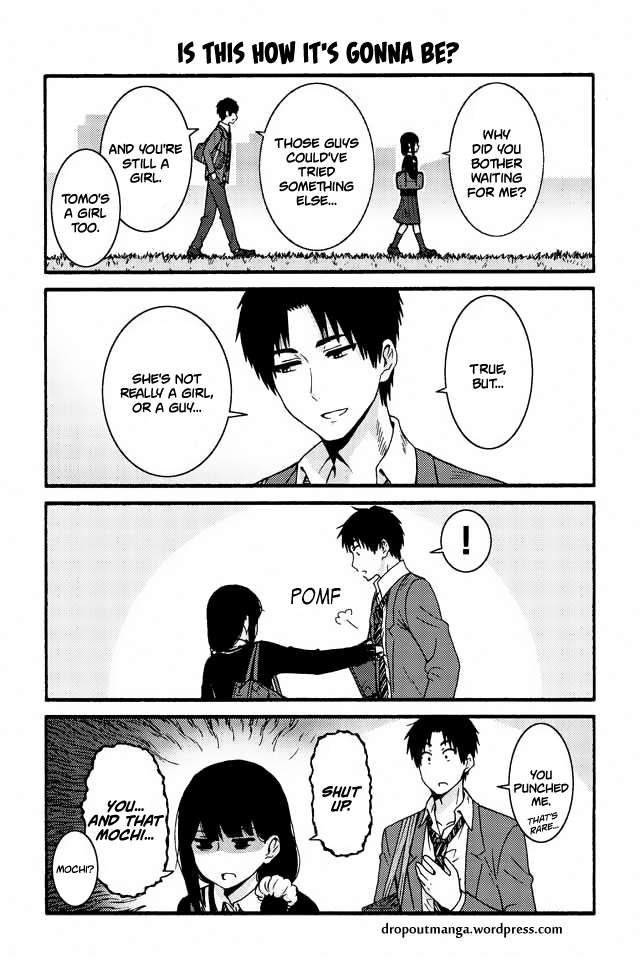 IS THIS HOW IT'S GONNA BE?
WHY
DID YOU
BOTHER
WAITING
FOR ME?
THOSE GUYS
COULD'VE
TRIED
SOMETHING
ELSE...
AND YOU'RE
STILL A
GIRL.
TOMO'S
A GIRL
TOO.
TRUE,
BUT...
SHE'S NOT
REALLY A GIRL,
OR A GUY...
!
POMF
YOU
PUNCHED
ME.
THAT'S
RARE...
SHUT
UP.
YOU...
AND THAT
MOCHI...
MOCHI?
dropoutmanga.wordpress.com